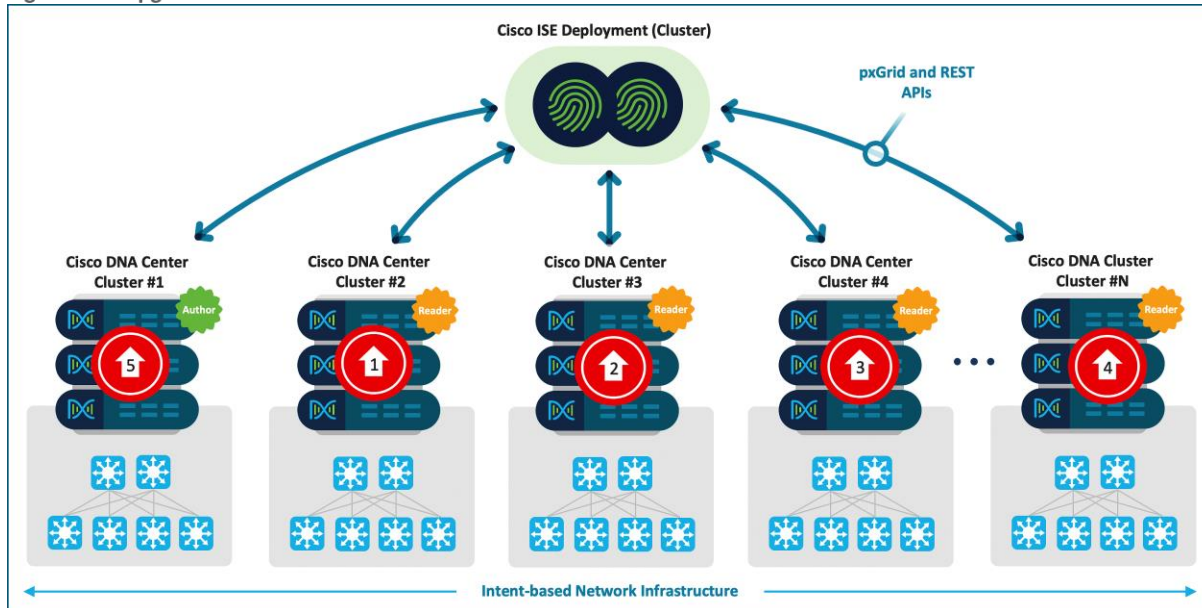 Cisco ISE Deployment (Cluster)
pxGrid and REST
APIs
Cisco DNA Center
Cluster #1
Cisco DNA Center
Cluster #2
Cisco DNA Center
Cluster #3
Cisco DNA Center
Cluster #4
Cisco DNA Cluster
Cluster #N
Author
Reader
Reader
Reader
Reader
5
1
2
3
4
Intent-based Network Infrastructure